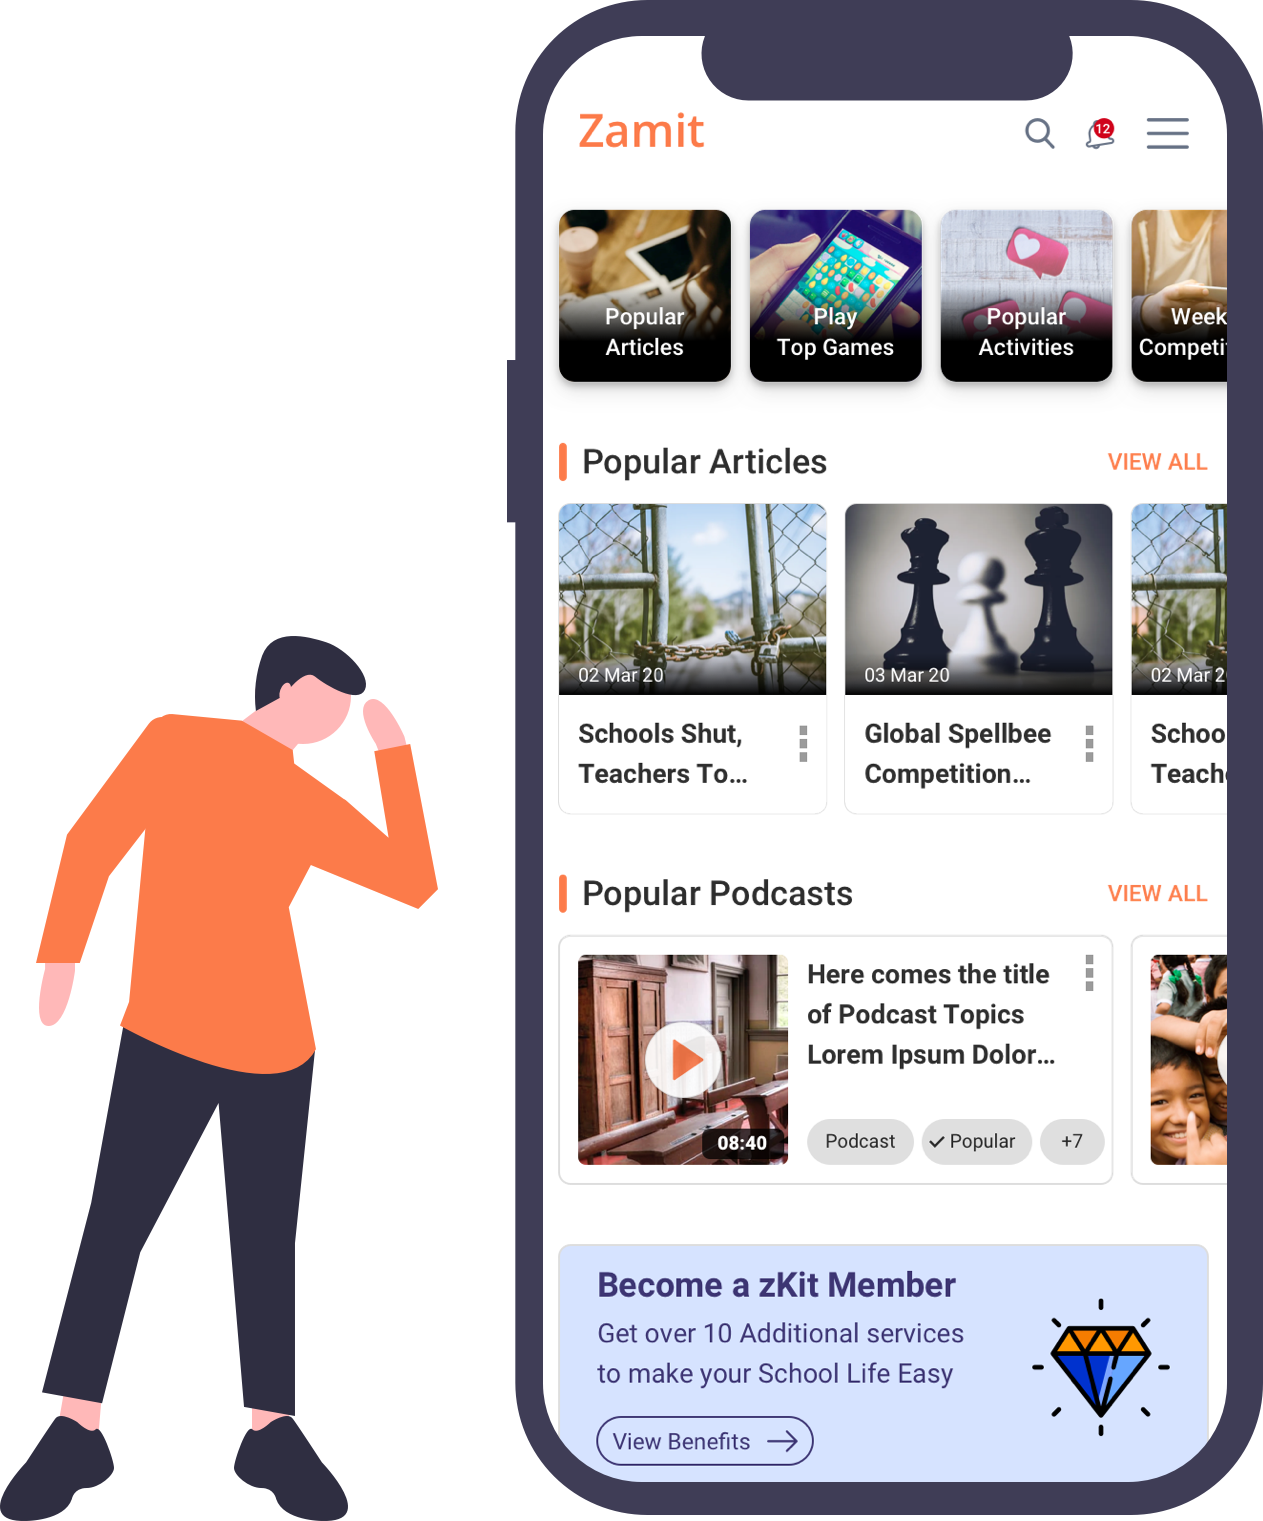 Zamit
12
Popular
Articles
Play
Top Games
Popular
Activities
Week
Competit
Popular Articles
VIEW ALL
02 Mar 20
03 Mar 20
02 Mar 2
Schools Shut,
Teachers To...
Global Spellbee
Competition...
Schoo
Teache
Popular Podcasts
VIEW ALL
Here comes the title
of Podcast Topics
Lorem Ipsum Dolor...
08:40
Podcast
Popular
+7
Become a zKit Member
Get over 10 Additional services
to make your School Life Easy
View Benefits